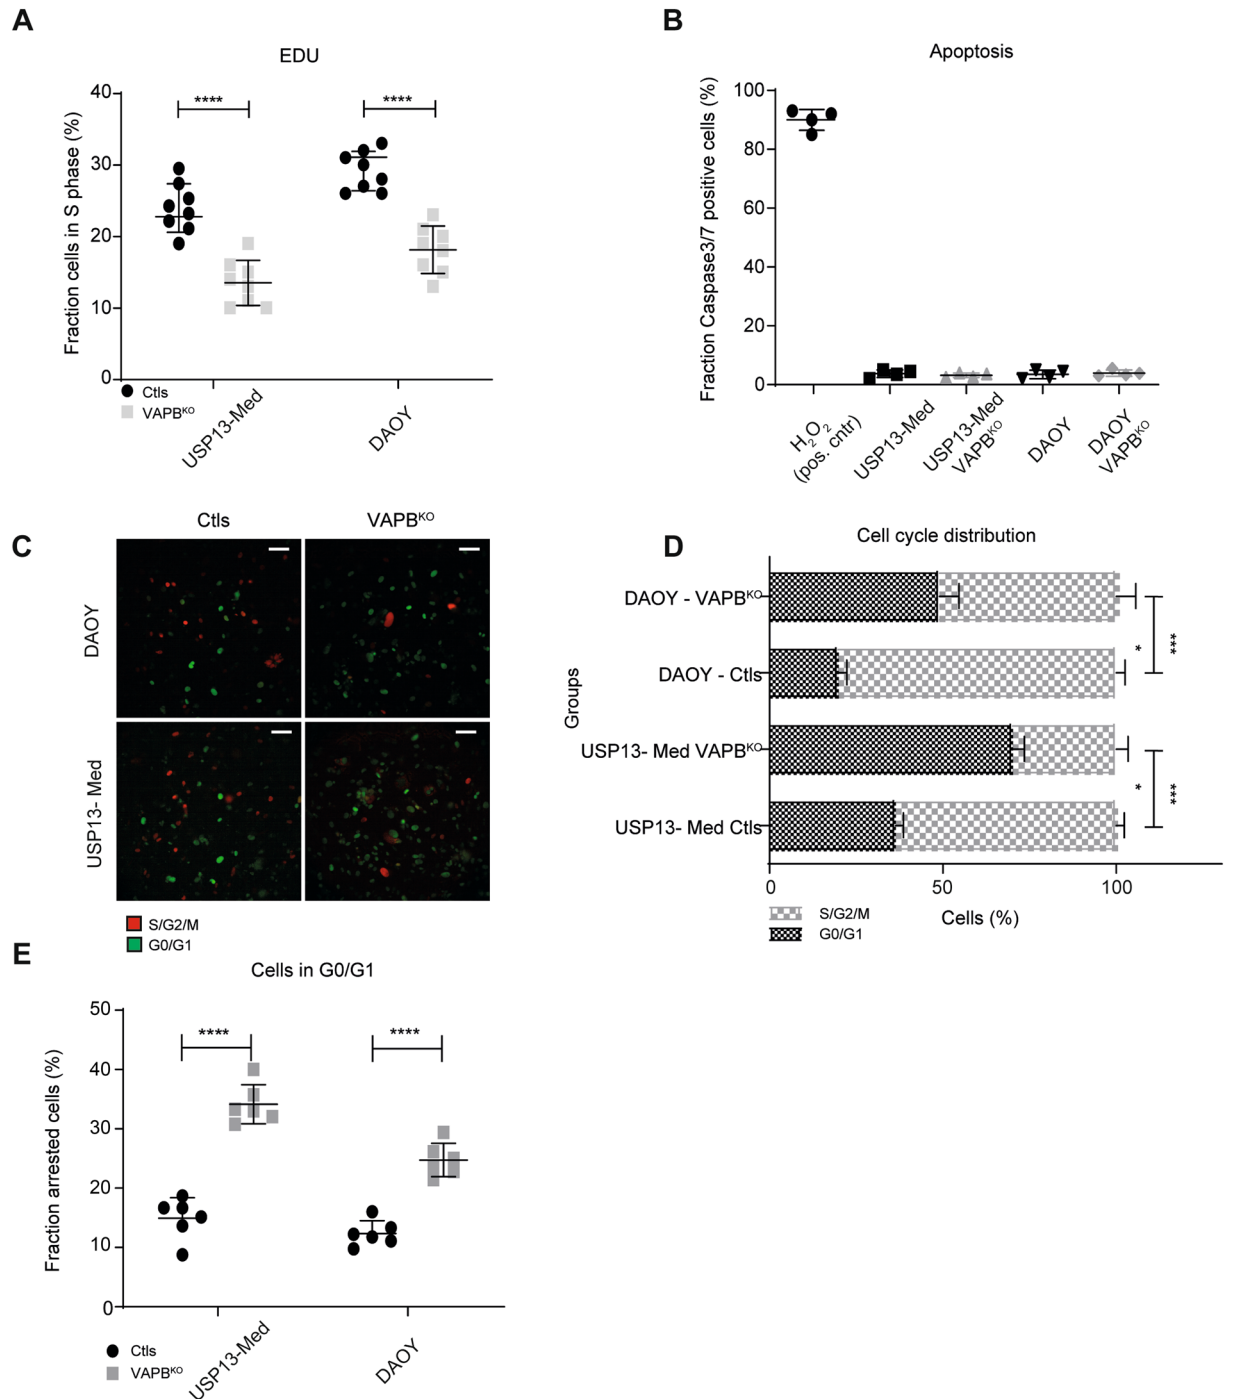 A
EDU
Fraction cells in S phase (%)
40
30
20
10
0
****
****
Ctls
VAPBKO
USP13-Med
DAOY
B
Apoptosis
Fraction Caspase3/7 positive cells (%)
100
80
60
40
20
0
H2O2
(pos. cntr)
USP13-Med
USP13-Med
VAPBKO
DAOY
DAOY
VAPBKO
C
Ctls
VAPBKO
DAOY
USP13- Med
S/G2/M
G0/G1
D
Cell cycle distribution
Groups
DAOY - VAPBKO
DAOY - Ctls
USP13- Med VAPBKO
USP13- Med Ctls
*
***
*
***
0
50
100
Cells (%)
S/G2/M
G0/G1
E
Cells in G0/G1
Fraction arrested cells (%)
50
40
30
20
10
0
****
****
Ctls
VAPBKO
USP13-Med
DAOY